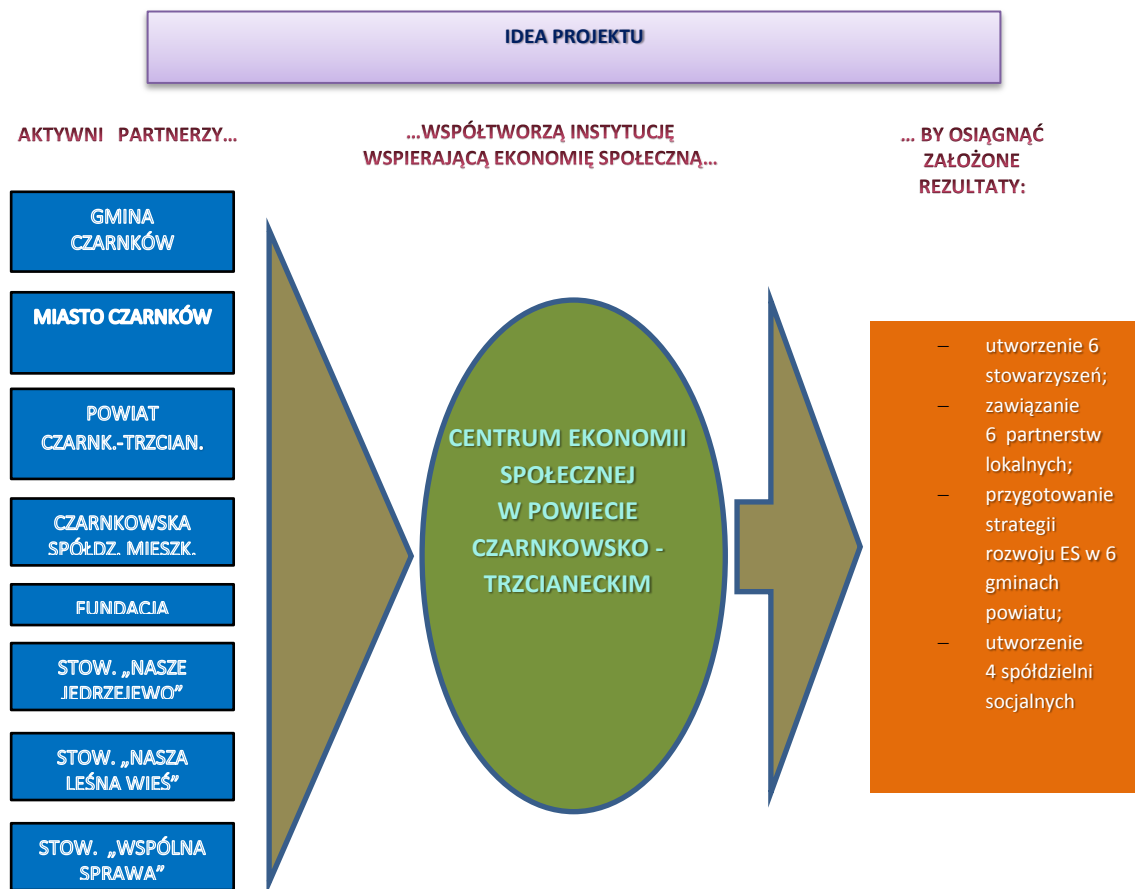 IDEA PROJEKTU
AKTYWNI PARTNERZY...
...WSPÓŁTWORZĄ INSTYTUCJĘ
WSPIERAJĄCĄ EKONOMIĘ SPOŁECZNĄ...
... BY OSIĄGNĄĆ
ZAŁOŻONE
REZULTATY:
GMINA
CZARNKÓW
MIASTO CZARNKÓW
POWIAT
CZARNK.-TRZCIAN.
CZARNKOWSKA
SPÓŁDZ. MIESZK.
FUNDACJA
STOW. „NASZE
JEDRZEJEWO”
STOW. „NASZA
LEŚNA WIEŚ”
STOW. „WSPÓLNA
SPRAWA”
CENTRUM EKONOMII
SPOŁECZNEJ
W POWIECIE
CZARNKOWSKO -
TRZCIANECKIM
– utworzenie 6
stowarzyszeń;
– zawiązanie
6 partnerstw
lokalnych;
– przygotowanie
strategii
rozwoju ES w 6
gminach
powiatu;
– utworzenie
4 spółdzielni
socjalnych